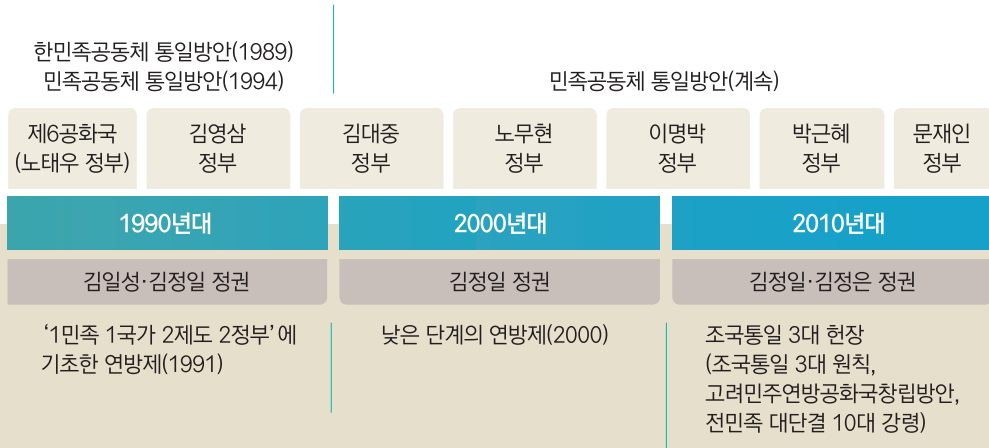 한민족공동체 통일방안(1989)
민족공동체 통일방안(1994)
민족공동체 통일방안(계속)
제6공화국
(노태우 정부)
김영삼
정부
김대중
정부
노무현
정부
이명박
정부
박근혜
정부
문재인
정부
1990년대
2000년대
2010년대
김일성·김정일 정권
김정일 정권
김정일·김정은 정권
‘1민족 1국가 2제도 2정부’에
기초한 연방제(1991)
낮은 단계의 연방제(2000)
조국통일 3대 헌장
(조국통일 3대 원칙,
고려민주연방공화국창립방안,
전민족 대단결 10대 강령)